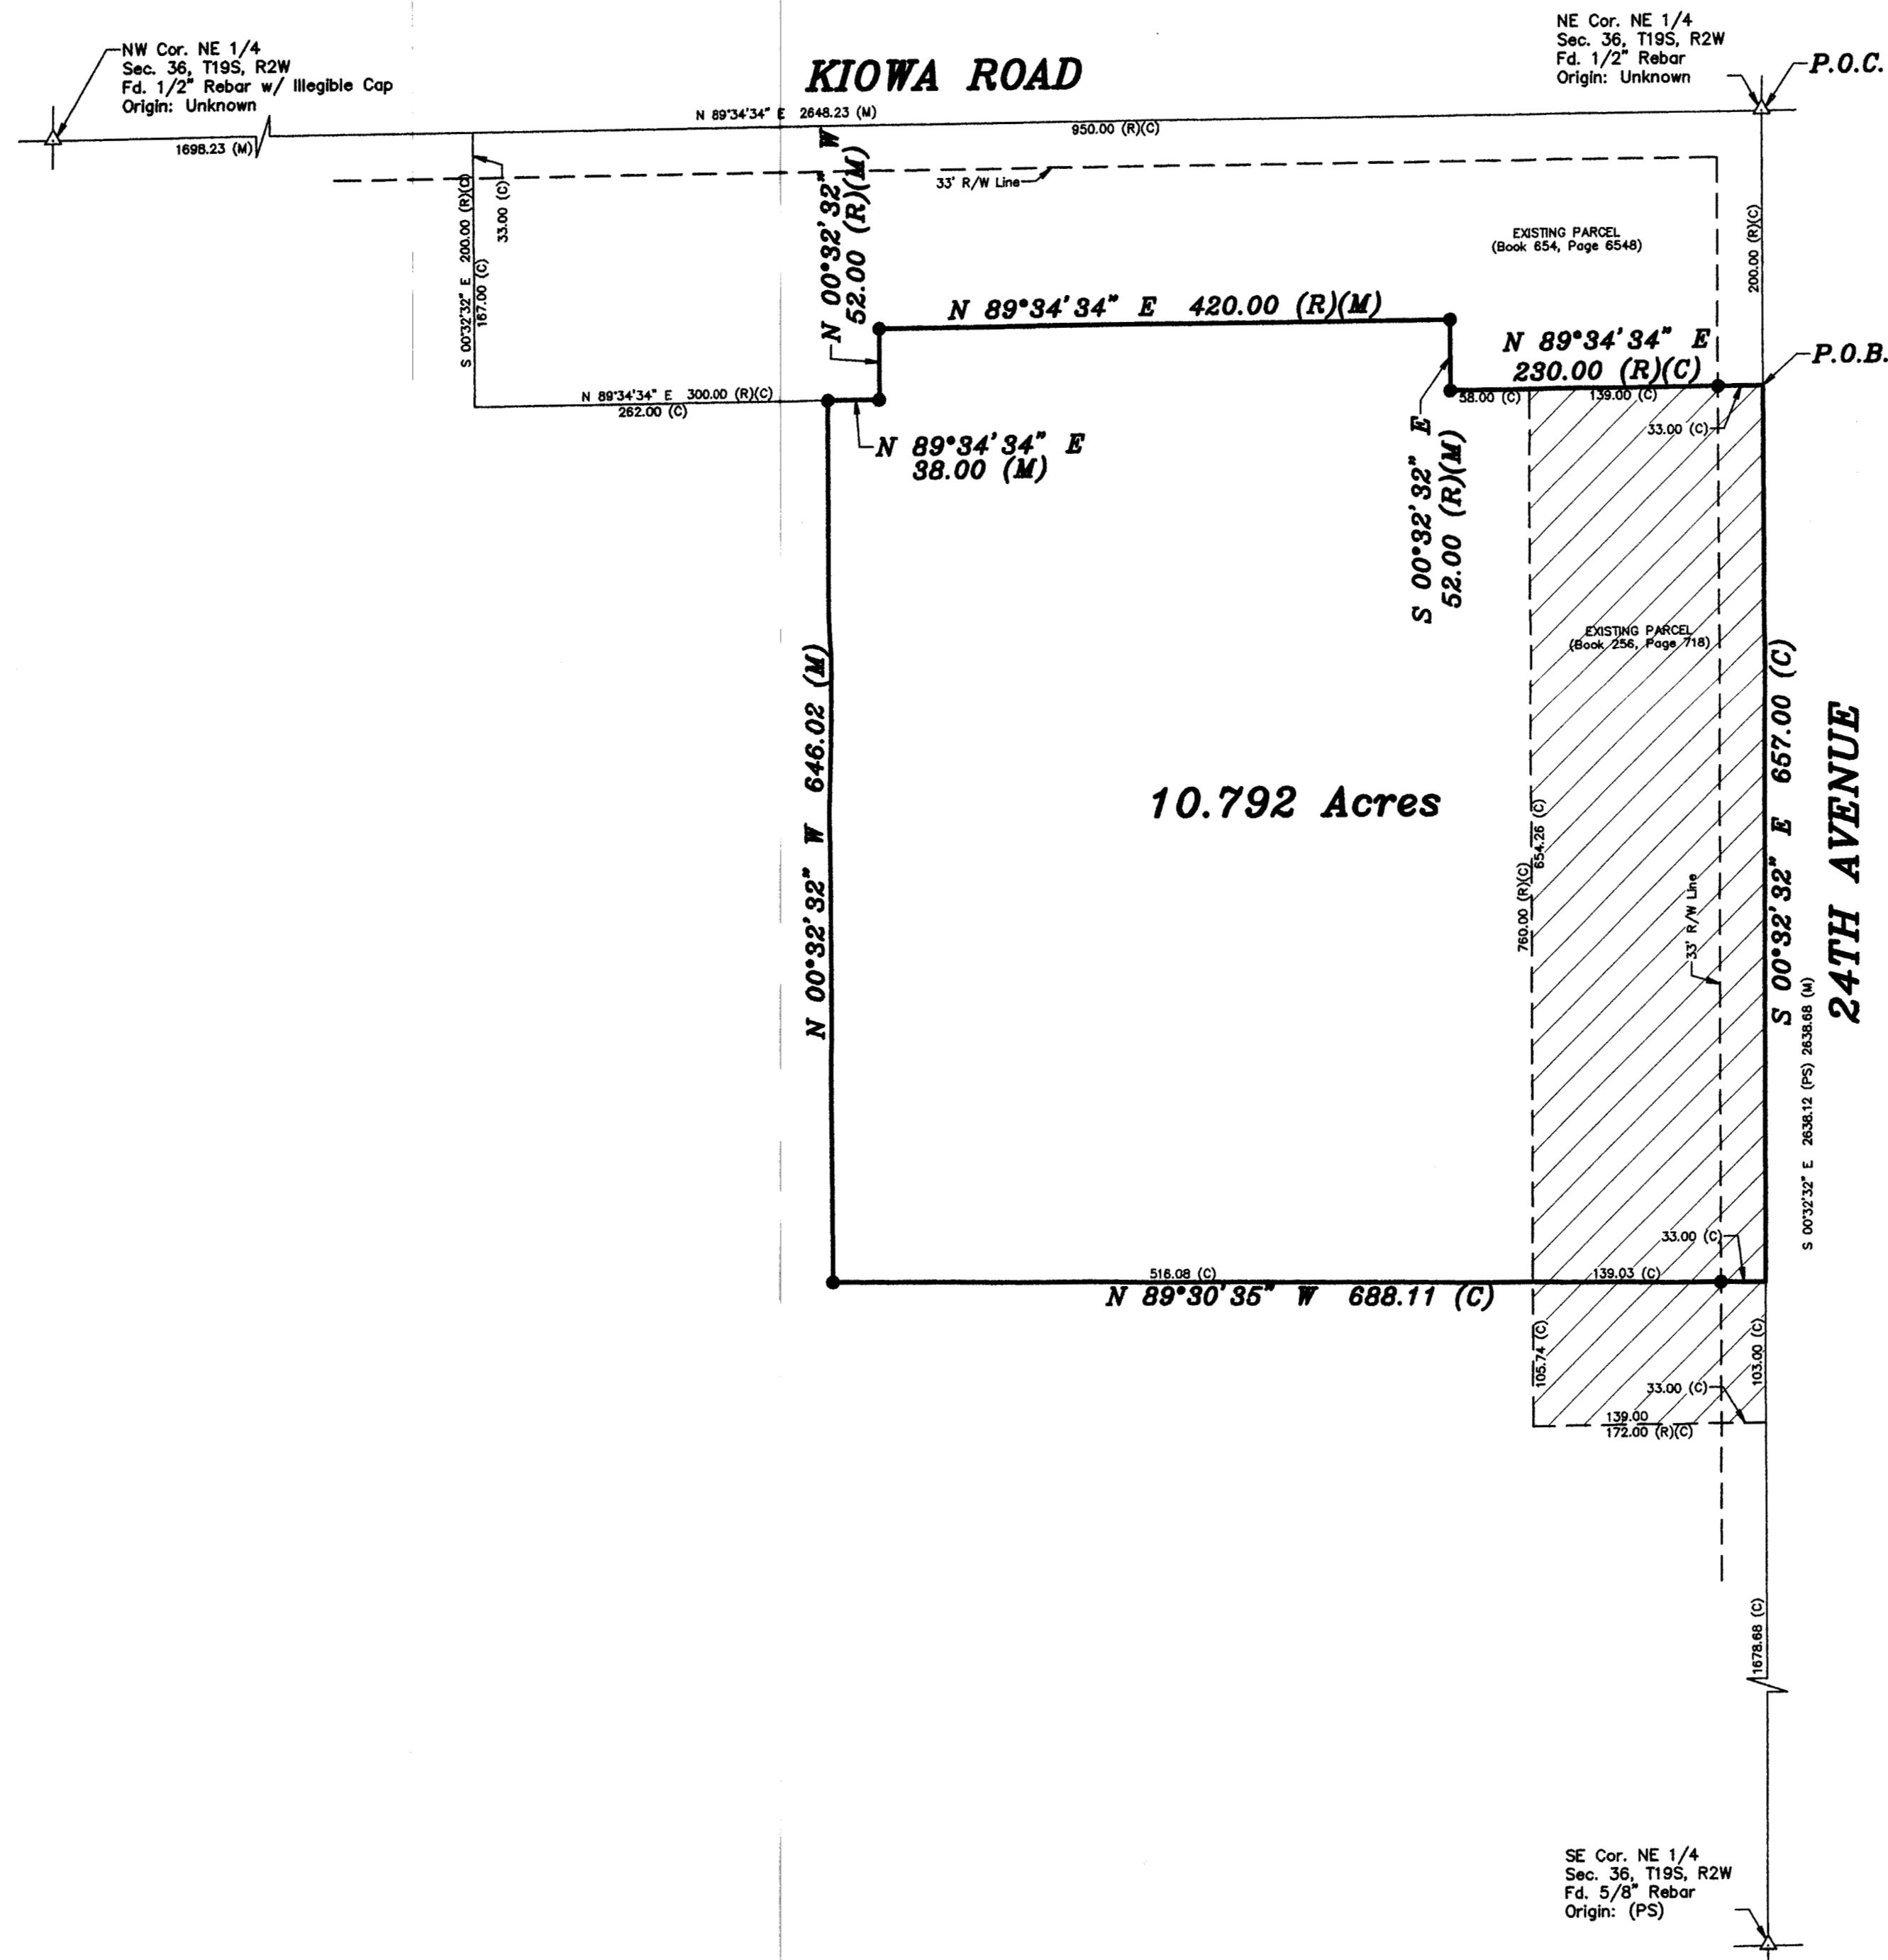 NW Cor. NE 1/4
Sec. 36, T19S, R2W
Fd. 1/2" Rebar w/ Illegible Cap
Origin: Unknown
KIOWA ROAD
NE Cor. NE 1/4
Sec. 36, T19S, R2W
Fd. 1/2" Rebar
Origin: Unknown
P.O.C.
N 89°34'34" E 2648.23 (M)
950.00 (R)(C)
1698.23 (M)
33' R/W Line
S 00°32'32" E 200.00 (R)(C)
167.00 (C)
33.00 (C)
N 00°32'32" W
52.00 (R)(M)
EXISTING PARCEL
(Book 654, Page 6548)
200.00 (R)(C)
N 89°34'34" E 420.00 (R)(M)
N 89°34'34" E
230.00 (R)(C)
P.O.B.
N 89°34'34" E 300.00 (R)(C)
262.00 (C)
58.00 (C)
139.00 (C)
33.00 (C)
N 89°34'34" E
38.00 (M)
S 00°32'32" E
52.00 (R)(M)
EXISTING PARCEL
(Book 256, Page 718)
N 00°32'32" W 646.02 (M)
10.792 Acres
760.00 (R)(C)
654.26 (C)
33' R/W Line
S 00°32'32" E 657.00 (C)
24TH AVENUE
S 00°32'32" E 2638.12 (PS) 2638.68 (M)
33.00 (C)
516.08 (C)
139.03 (C)
N 89°30'35" W 688.11 (C)
105.74 (C)
103.00 (C)
33.00 (C)
139.00
172.00 (R)(C)
1678.68 (C)
SE Cor. NE 1/4
Sec. 36, T19S, R2W
Fd. 5/8" Rebar
Origin: (PS)